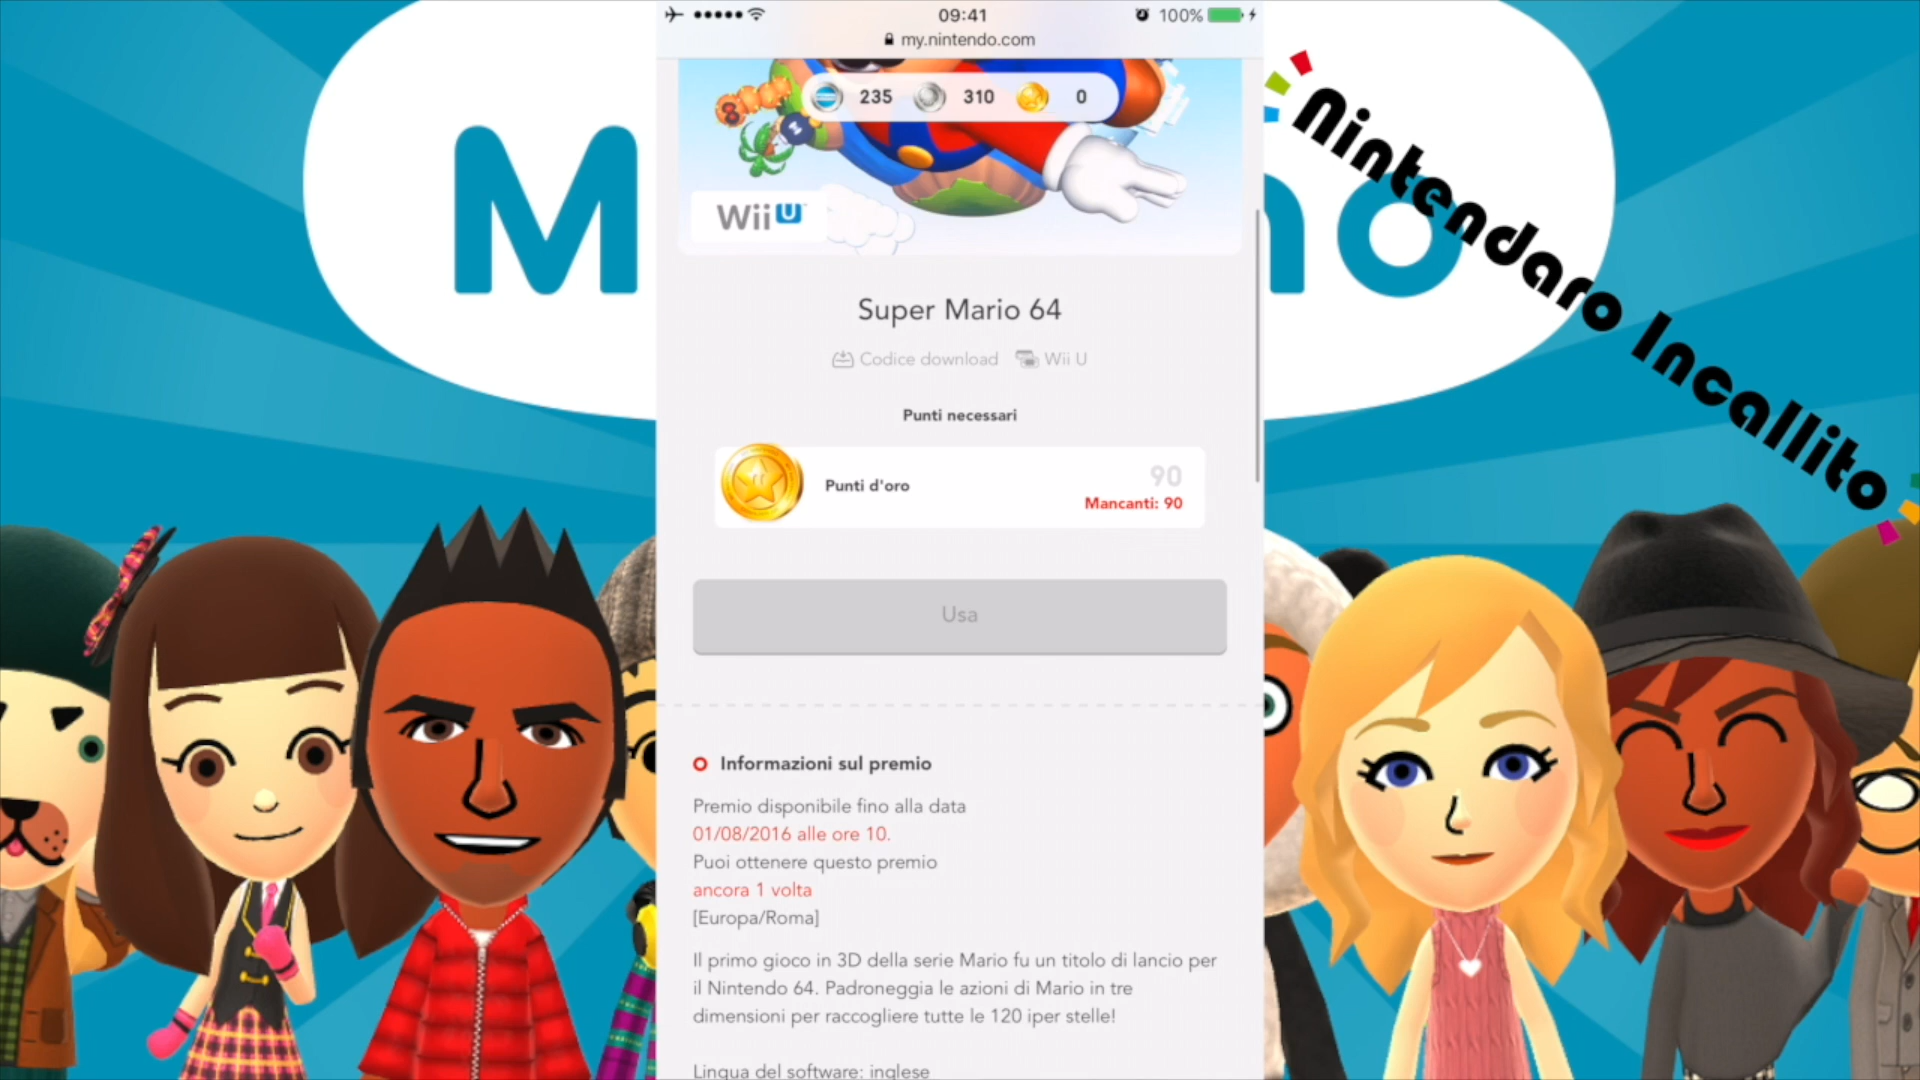 09:41
100%
my.nintendo.com
235
310
0
Wii U
Super Mario 64
Codice download
Wii U
Punti necessari
Punti d'oro
90
Mancanti: 90
Usa
Informazioni sul premio
Premio disponibile fino alla data
01/08/2016 alle ore 10.
Puoi ottenere questo premio
ancora 1 volta
[Europa/Roma]
Il primo gioco in 3D della serie Mario fu un titolo di lancio per
il Nintendo 64. Padroneggia le azioni di Mario in tre
dimensioni per raccogliere tutte le 120 iper stelle!
Lingua del software: inglese
Nintendaro Incallito